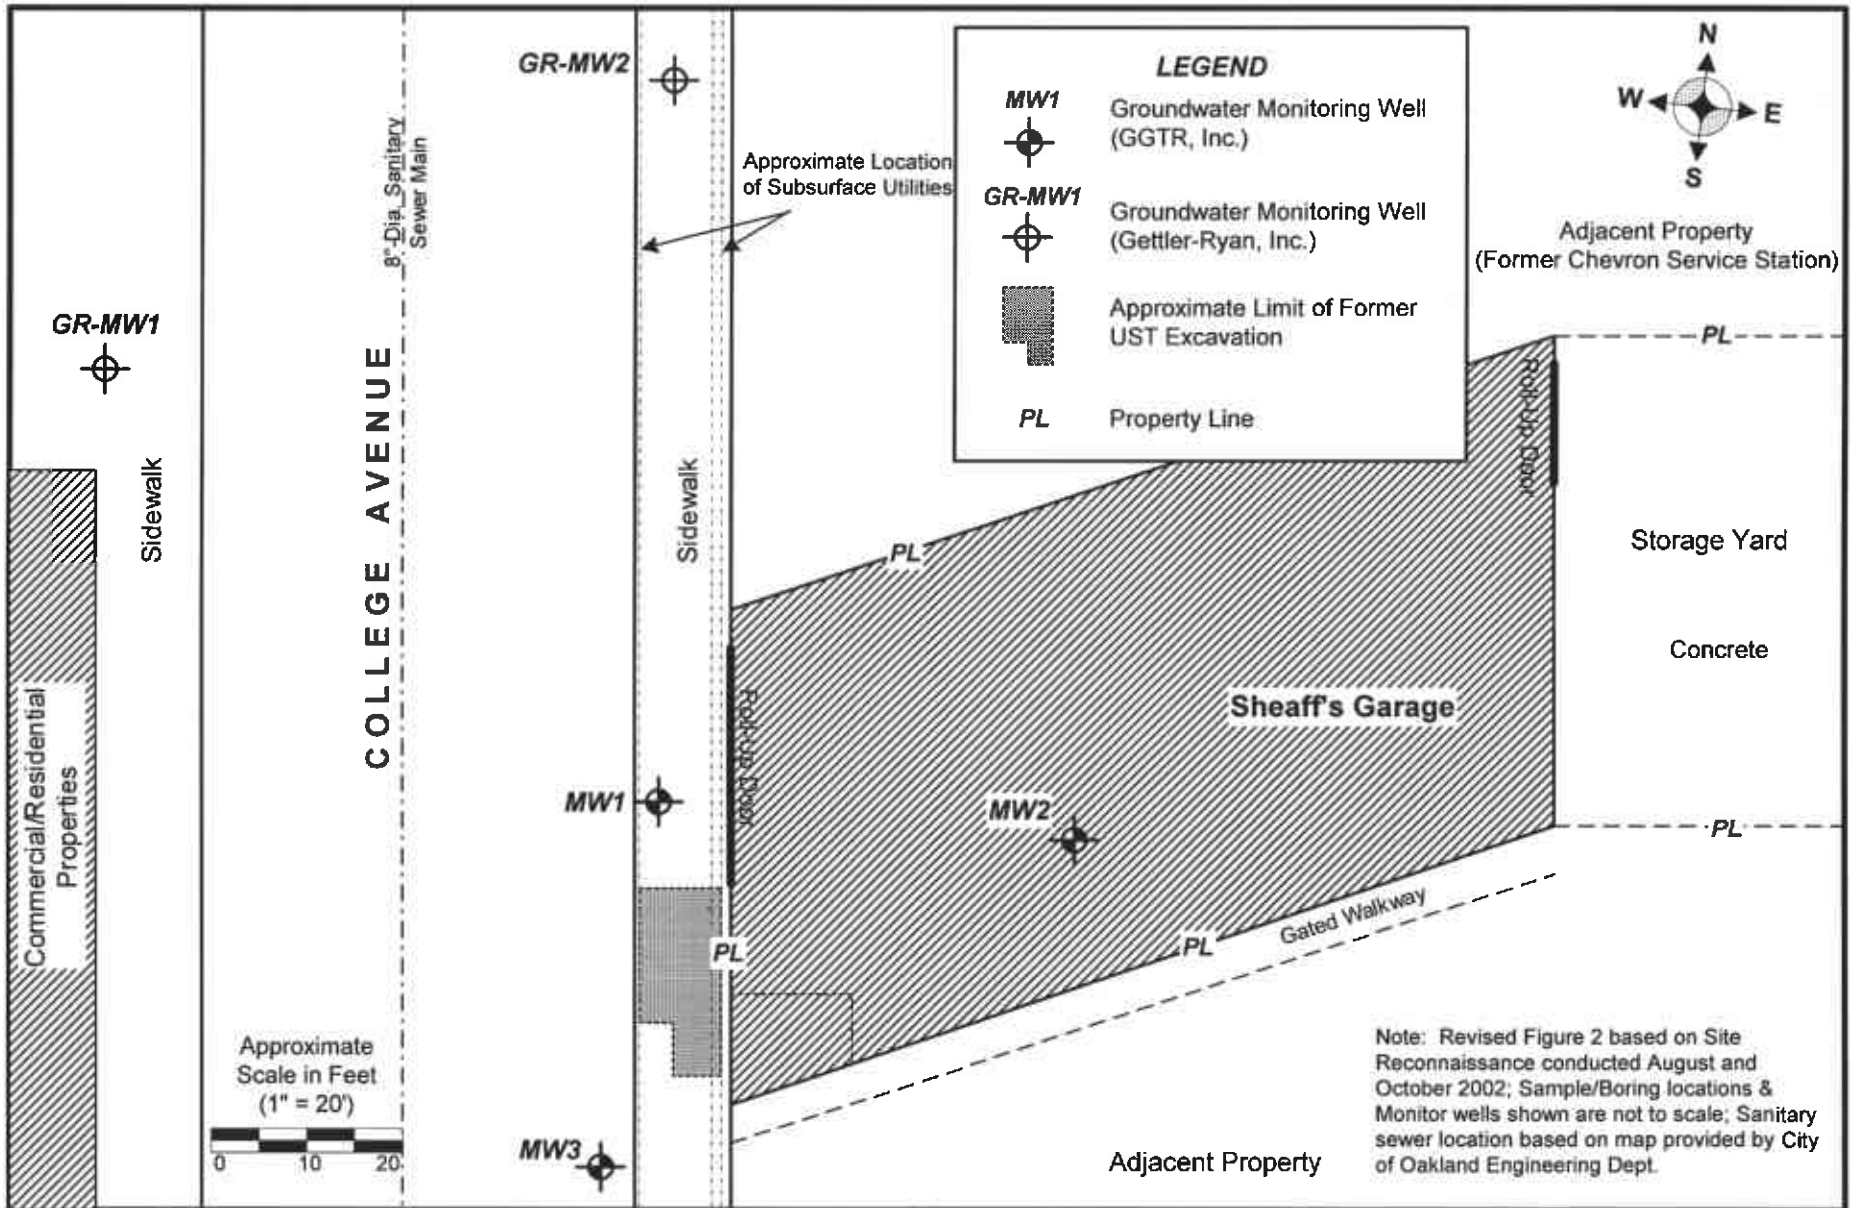 GR-MW2
8"-Dia. Sanitary
Sewer Main
Approximate Location
of Subsurface Utilities
LEGEND
MW1
Groundwater Monitoring Well
(GGTR, Inc.)
GR-MW1
Groundwater Monitoring Well
(Gettler-Ryan, Inc.)
Approximate Limit of Former
UST Excavation
PL
Property Line
N
W
E
S
Adjacent Property
(Former Chevron Service Station)
PL
GR-MW1
Sidewalk
COLLEGE AVENUE
Sidewalk
PL
Roll-Up Door
Storage Yard
Concrete
Sheaff's Garage
Roll-Up Door
MW1
MW2
PL
Commercial/Residential
Properties
PL
PL
Gated Walkway
Approximate
Scale in Feet
(1" = 20')
0 10 20
MW3
Adjacent Property
Note: Revised Figure 2 based on Site
Reconnaissance conducted August and
October 2002; Sample/Boring locations &
Monitor wells shown are not to scale; Sanitary
sewer location based on map provided by City
of Oakland Engineering Dept.